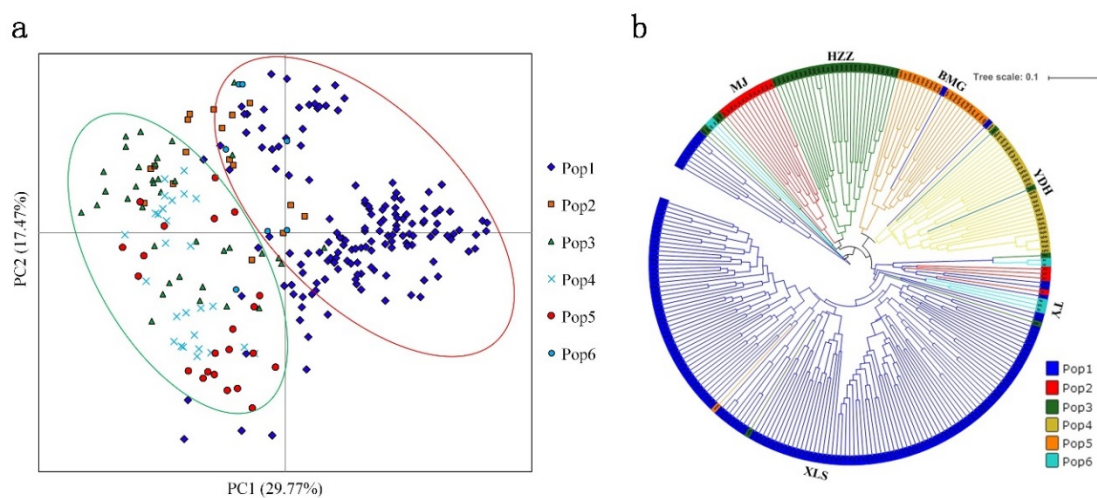 a
PC2 (17.47%)
PC1 (29.77%)
Pop1
Pop2
Pop3
Pop4
Pop5
Pop6
b
Tree scale: 0.1
MJ
HZZ
BMG
YDH
TY
XLS
Pop1
Pop2
Pop3
Pop4
Pop5
Pop6